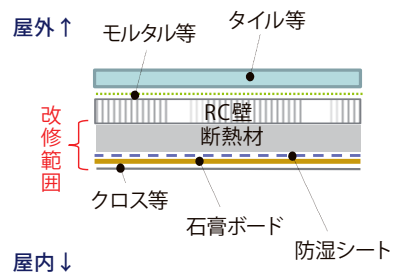 屋外↑
タイル等
モルタル等
RC壁
断熱材
改修範囲
クロス等
石膏ボード
防湿シート
屋内↓